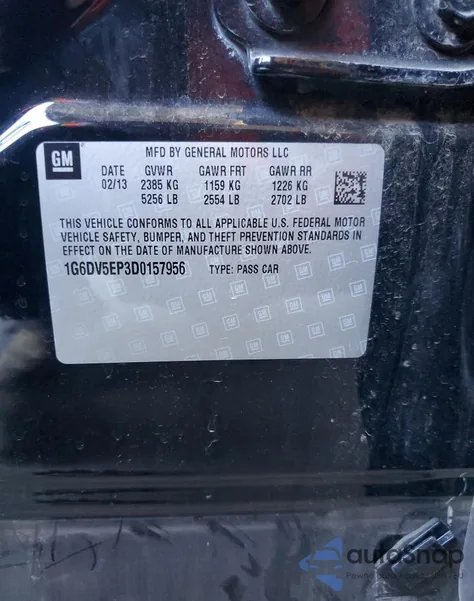 GM
MFD BY GENERAL MOTORS LLC
DATE GVWR GAWR FRT GAWR RR
02/13 2385 KG 1159 KG 1226 KG
5256 LB 2554 LB 2702 LB
THIS VEHICLE CONFORMS TO ALL APPLICABLE U.S. FEDERAL MOTOR
VEHICLE SAFETY, BUMPER, AND THEFT PREVENTION STANDARDS IN
EFFECT ON THE DATE OF MANUFACTURE SHOWN ABOVE.
1G6DV5EP3D0157956 TYPE: PASS CAR
autosnap